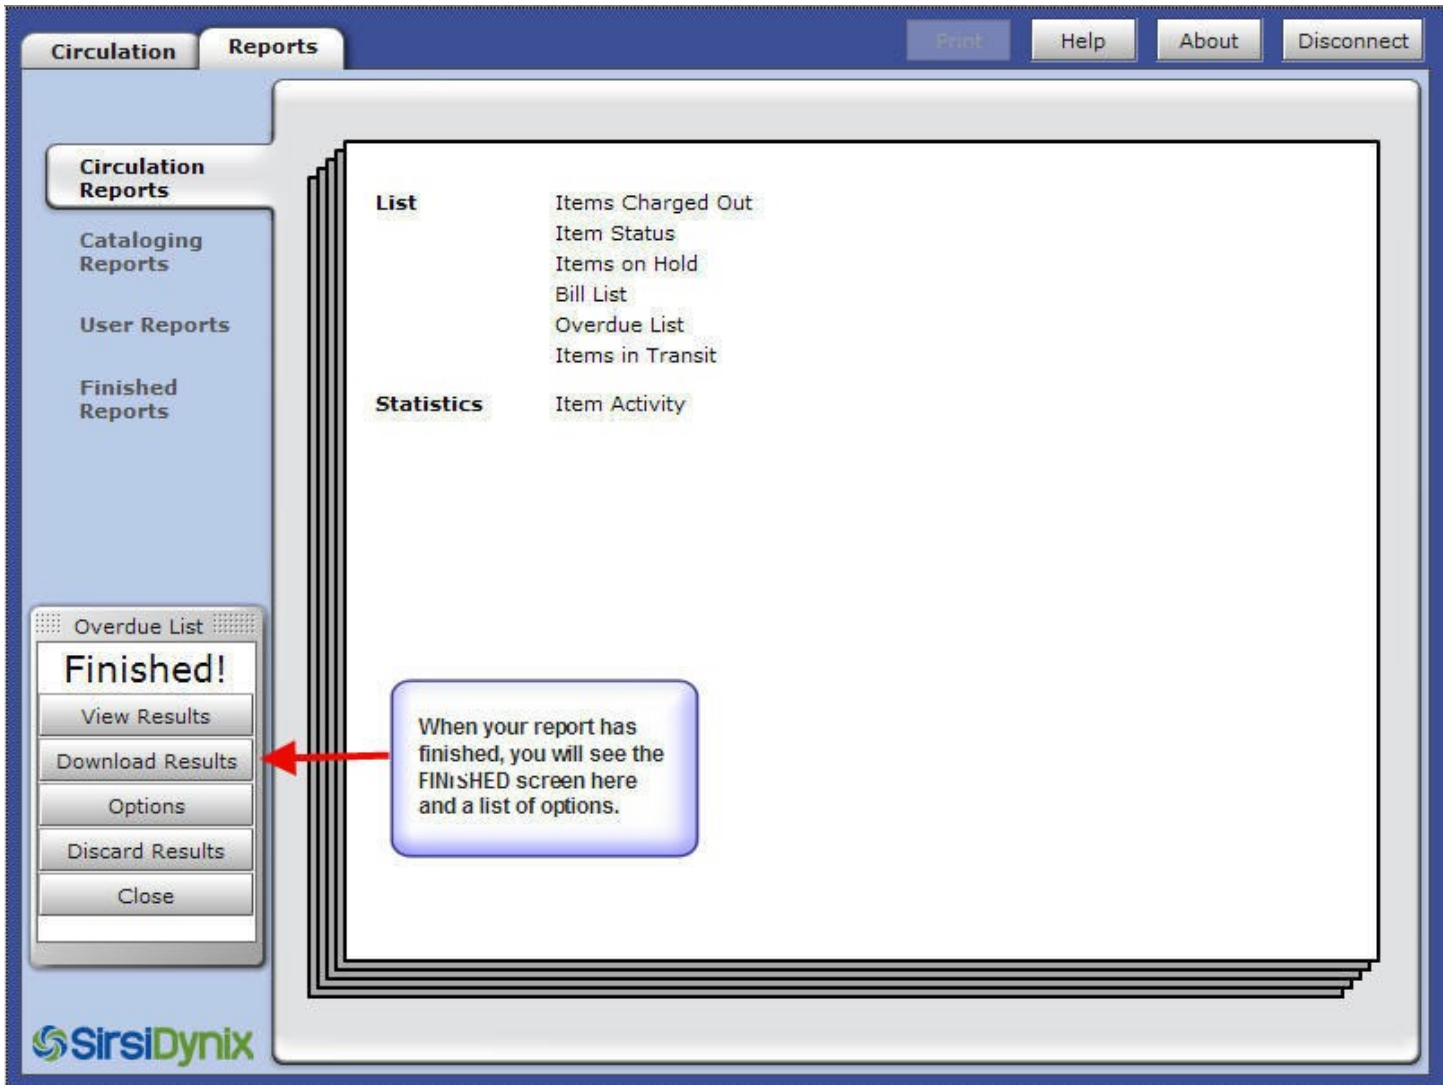 Circulation
Reports
Print
Help
About
Disconnect
Circulation
Reports
Cataloging
Reports
User Reports
Finished
Reports
List
Items Charged Out
Item Status
Items on Hold
Bill List
Overdue List
Items in Transit
Statistics
Item Activity
Overdue List
Finished!
View Results
Download Results
Options
Discard Results
Close
When your report has
finished, you will see the
FINiSHED screen here
and a list of options.
SirsiDynix